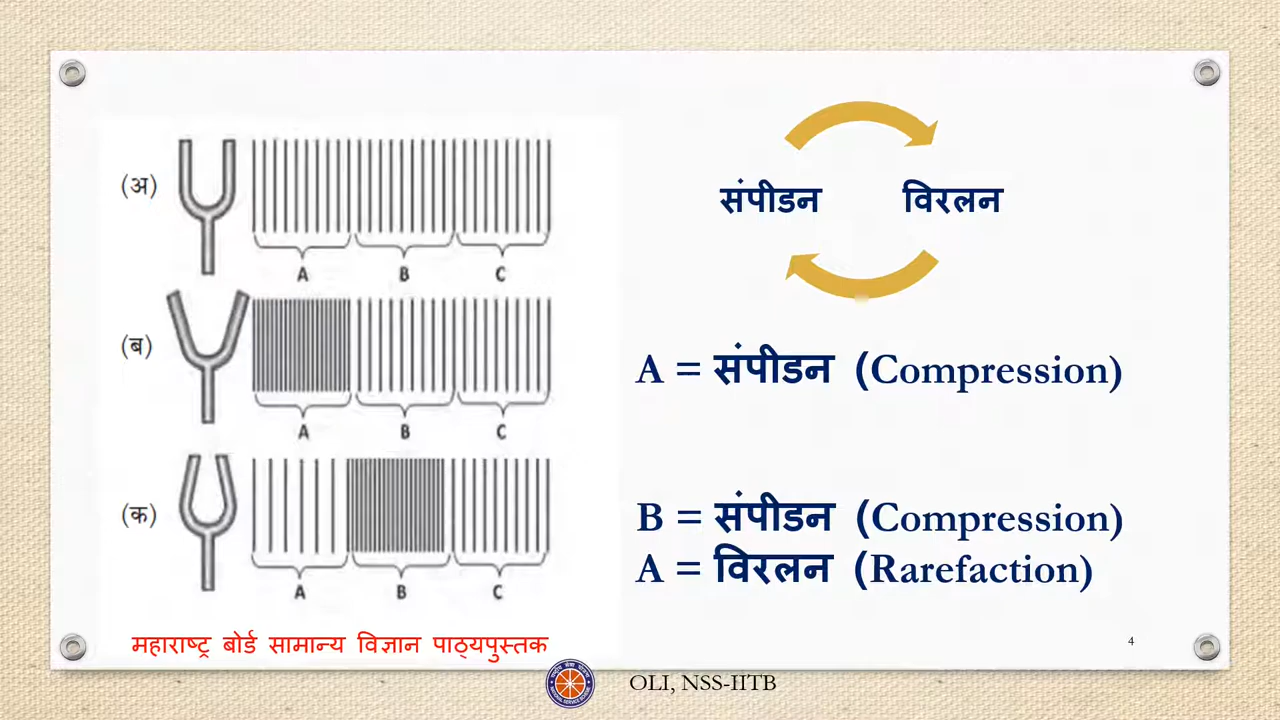 (अ)
A B C
(ब)
A B C
(क)
A B C
महाराष्ट्र बोर्ड सामान्य विज्ञान पाठ्यपुस्तक
संपीडन विरलन
A = संपीडन (Compression)
B = संपीडन (Compression)
A = विरलन (Rarefaction)
4
OLI, NSS-IITB